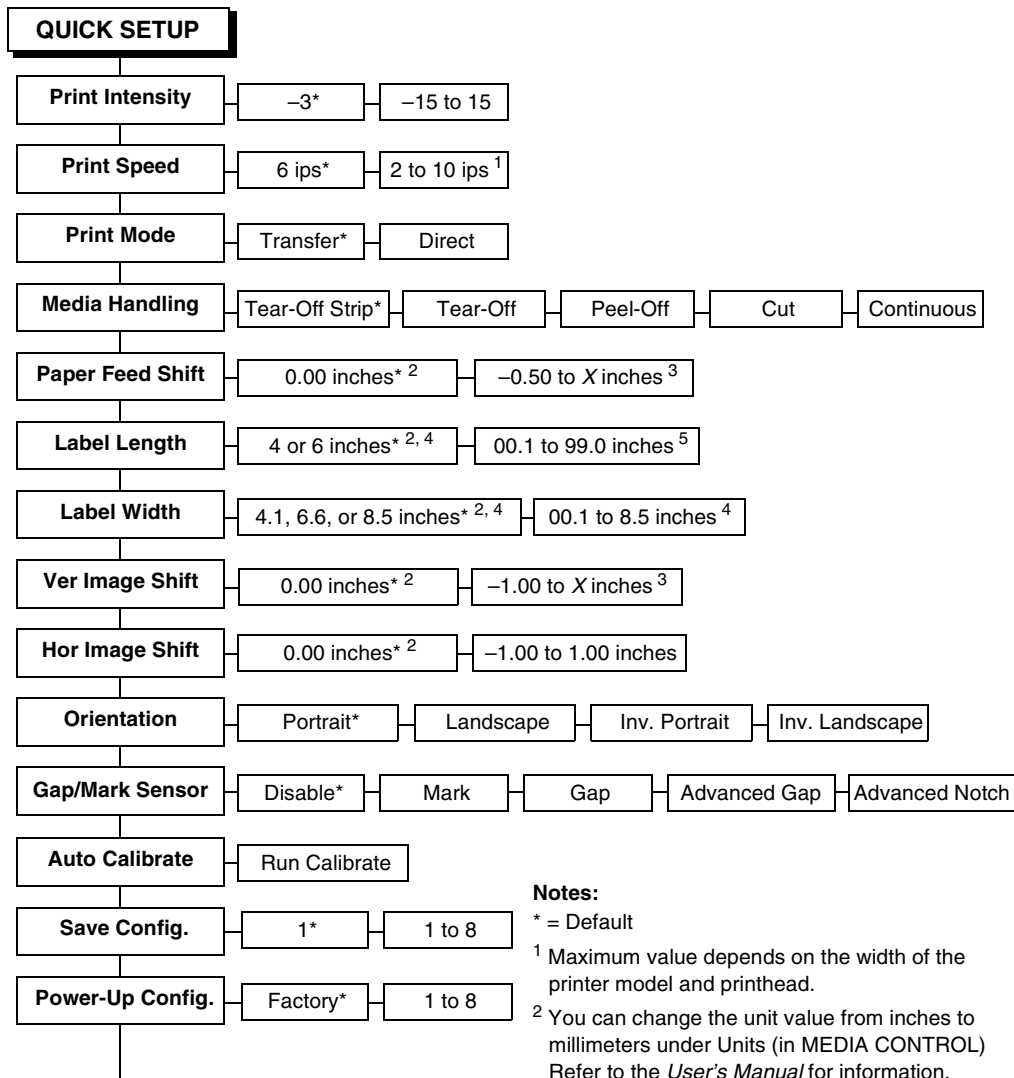 QUICK SETUP
Print Intensity –3* –15 to 15
Print Speed 6 ips* 2 to 10 ips 1
Print Mode Transfer* Direct
Media Handling Tear-Off Strip* Tear-Off Peel-Off Cut Continuous
Paper Feed Shift 0.00 inches* 2 –0.50 to X inches 3
Label Length 4 or 6 inches* 2, 4 00.1 to 99.0 inches 5
Label Width 4.1, 6.6, or 8.5 inches* 2, 4 00.1 to 8.5 inches 4
Ver Image Shift 0.00 inches* 2 –1.00 to X inches 3
Hor Image Shift 0.00 inches* 2 –1.00 to 1.00 inches
Orientation Portrait* Landscape Inv. Portrait Inv. Landscape
Gap/Mark Sensor Disable* Mark Gap Advanced Gap Advanced Notch
Auto Calibrate Run Calibrate
Save Config. 1* 1 to 8
Power-Up Config. Factory* 1 to 8
Notes:
* = Default
1 Maximum value depends on the width of the
printer model and printhead.
2 You can change the unit value from inches to
millimeters under Units (in MEDIA CONTROL)
Refer to the User's Manual for information.